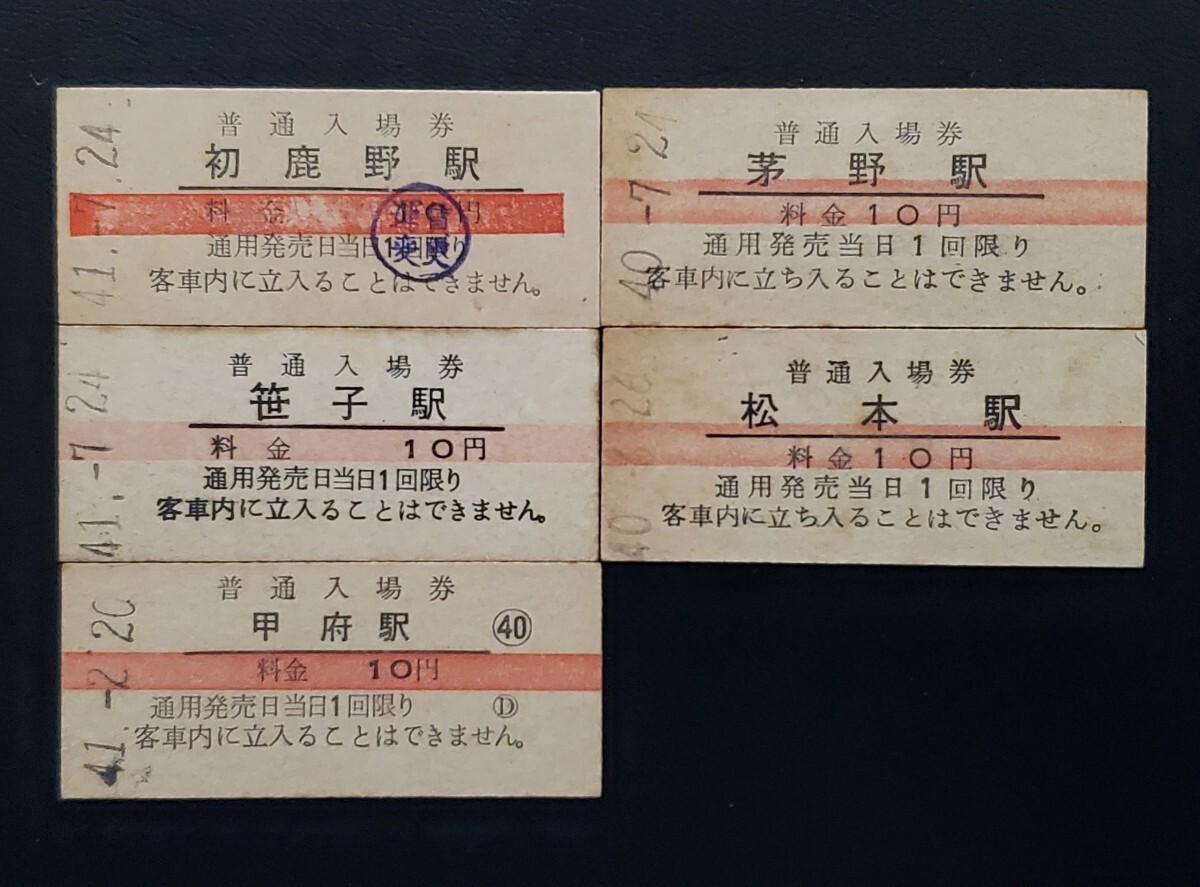 41.-7.24
普通入場券
初鹿野駅
料金 10円
運賃
変更
通用発売日当日1回限り
客車内に立入ることはできません。
40-7 24
普通入場券
茅野駅
料金10円
通用発売当日1回限り
客車内に立ち入ることはできません。
41.-7 24
普通入場券
笹子駅
料金 10円
通用発売日当日1回限り
客車内に立入ることはできません。
普通入場券
松本駅
料金10円
通用発売当日1回限り
客車内に立ち入ることはできません。
41-2 20
普通入場券
甲府駅 ㊵
料金 10円
通用発売日当日1回限り Ⓓ
客車内に立入ることはできません。